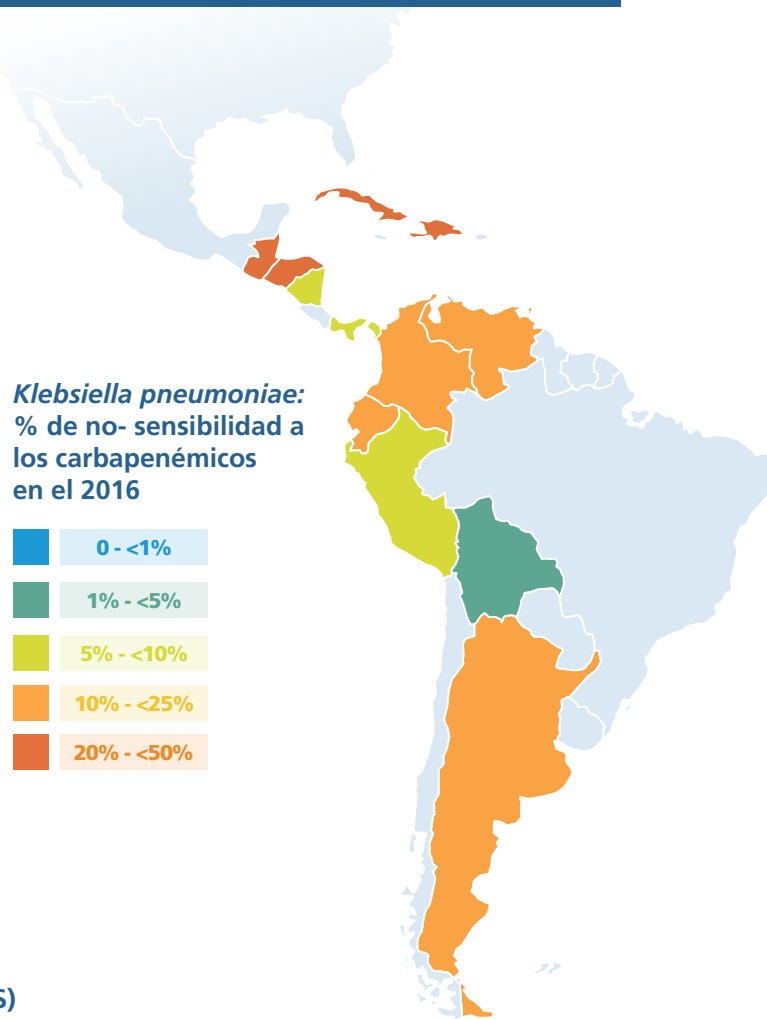 Klebsiella pneumoniae:
% de no- sensibilidad a
los carbapenémicos
en el 2016
0 - <1%
1% - <5%
5% - <10%
10% - <25%
20% - <50%
S)